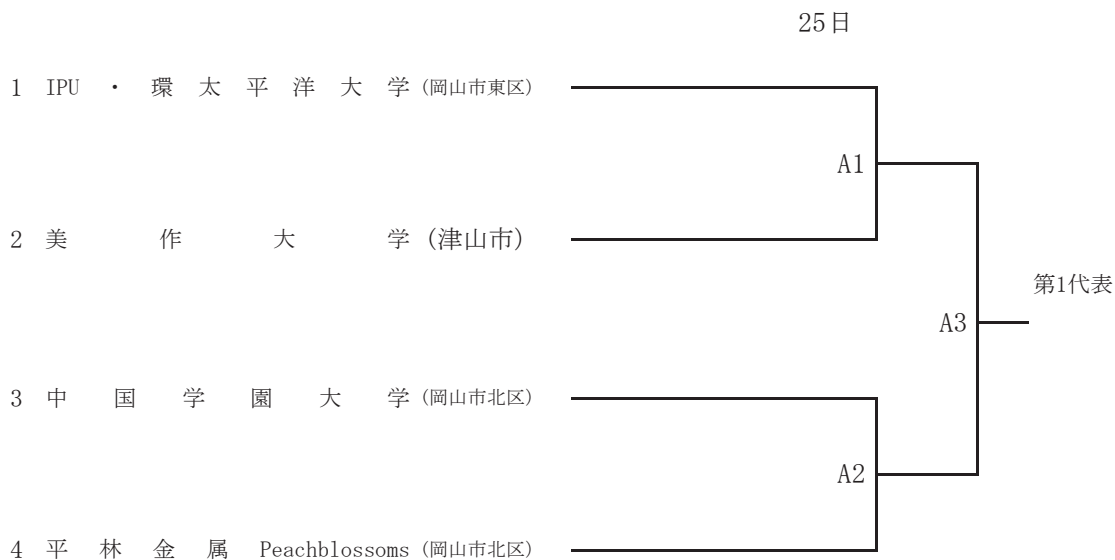 25日
1 IPU ・ 環 太 平 洋 大 学 (岡山市東区)
A1
2 美 作 大 学 (津山市)
第1代表
A3
3 中 国 学 園 大 学 (岡山市北区)
A2
4 平 林 金 属 Peachblossoms (岡山市北区)